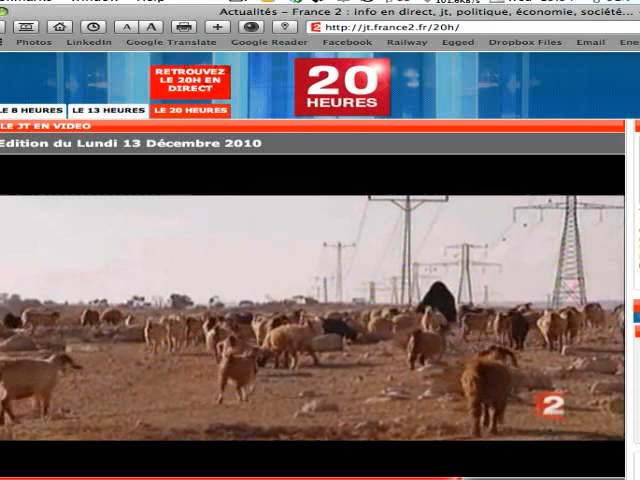 Actualités – France 2 : info en direct, jt, politique, économie, société...
A A + 2 http://jt.france2.fr/20h/
Photos LinkedIn Google Translate Google Reader Facebook Railway Egged Dropbox Files Email
RETROUVEZ
LE 20H EN
DIRECT
20
HEURES
LE 8 HEURES LE 13 HEURES LE 20 HEURES
LE JT EN VIDEO
Edition du Lundi 13 Décembre 2010
2